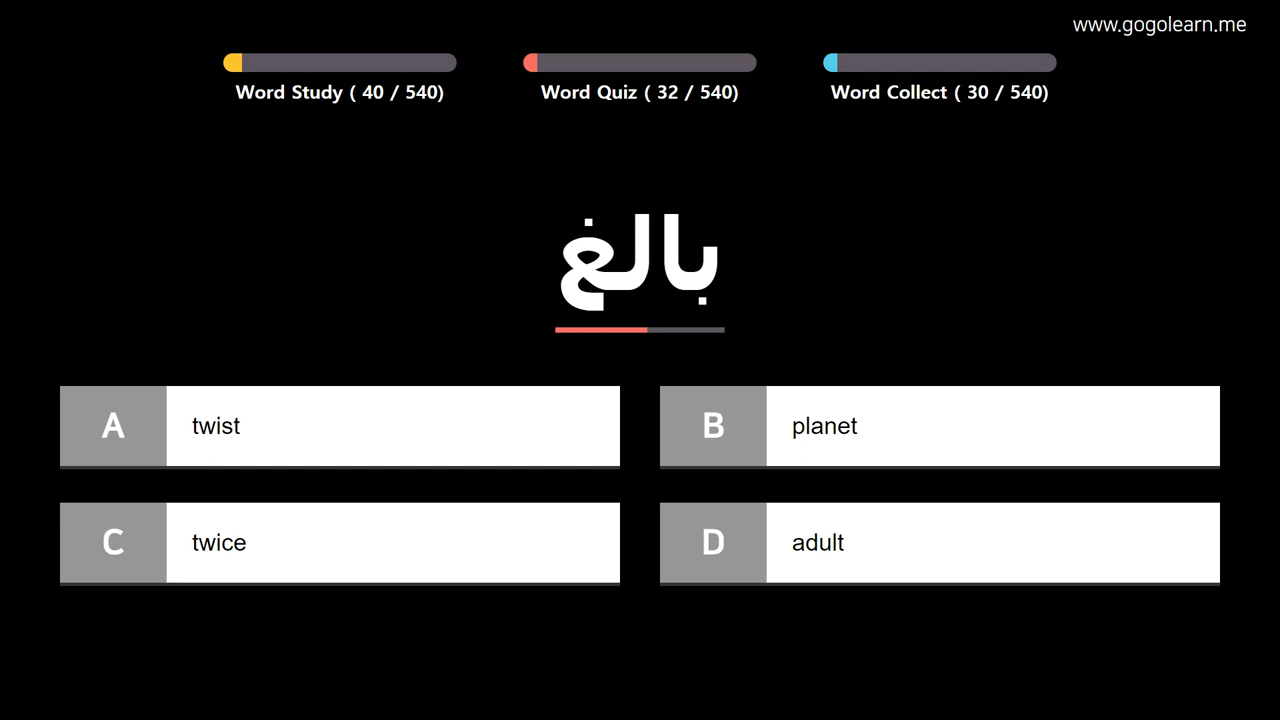 www.gogolearn.me
Word Study ( 40 / 540)
Word Quiz ( 32 / 540)
Word Collect ( 30 / 540)
بالغ
A twist
B planet
C twice
D adult